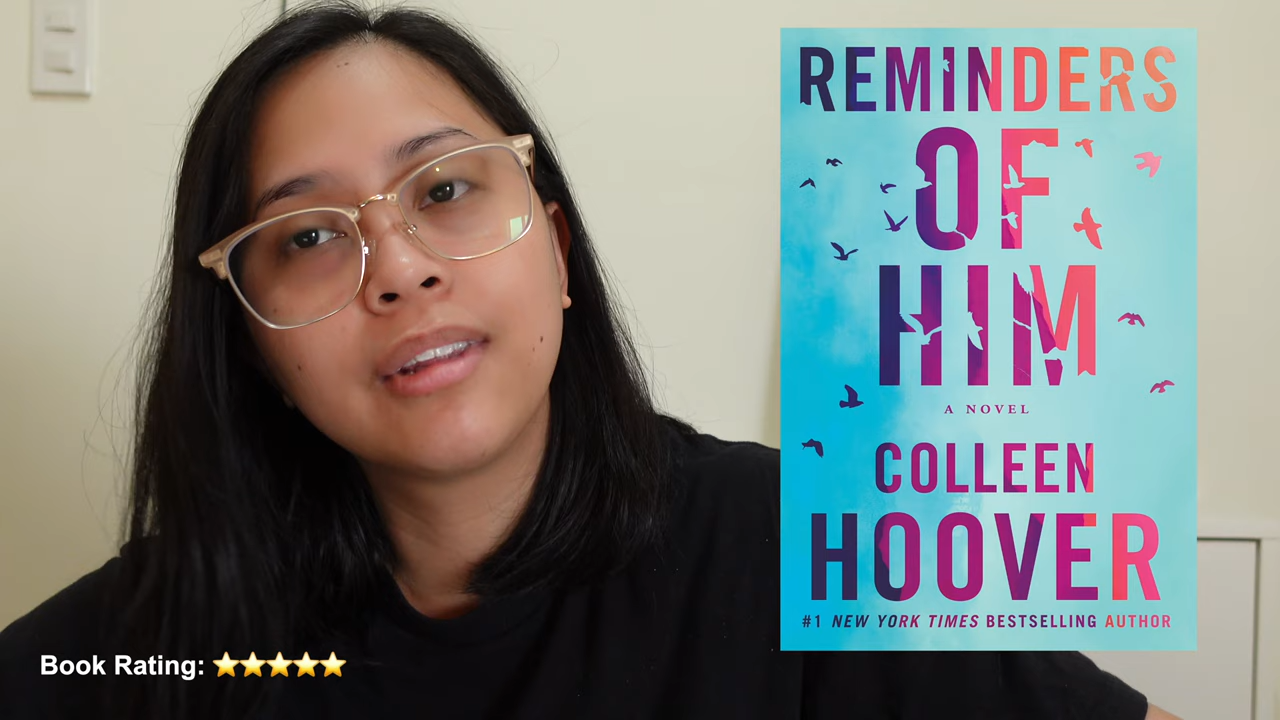 REMINDERS
OF
HIM
A NOVEL
COLLEEN
HOOVER
#1 NEW YORK TIMES BESTSELLING AUTHOR
Book Rating: ⭐⭐⭐⭐⭐